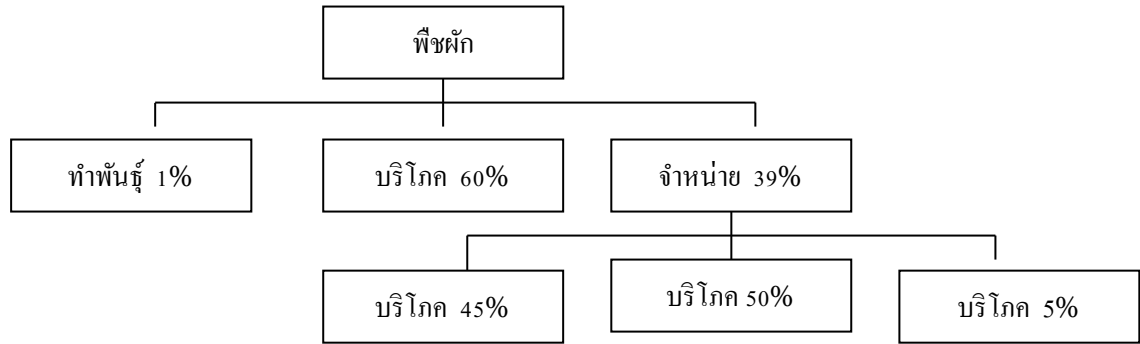 พืชผัก
ทำพันธุ์ 1%
บริโภค 60%
จำหน่าย 39%
บริโภค 45%
บริโภค 50%
บริโภค 5%